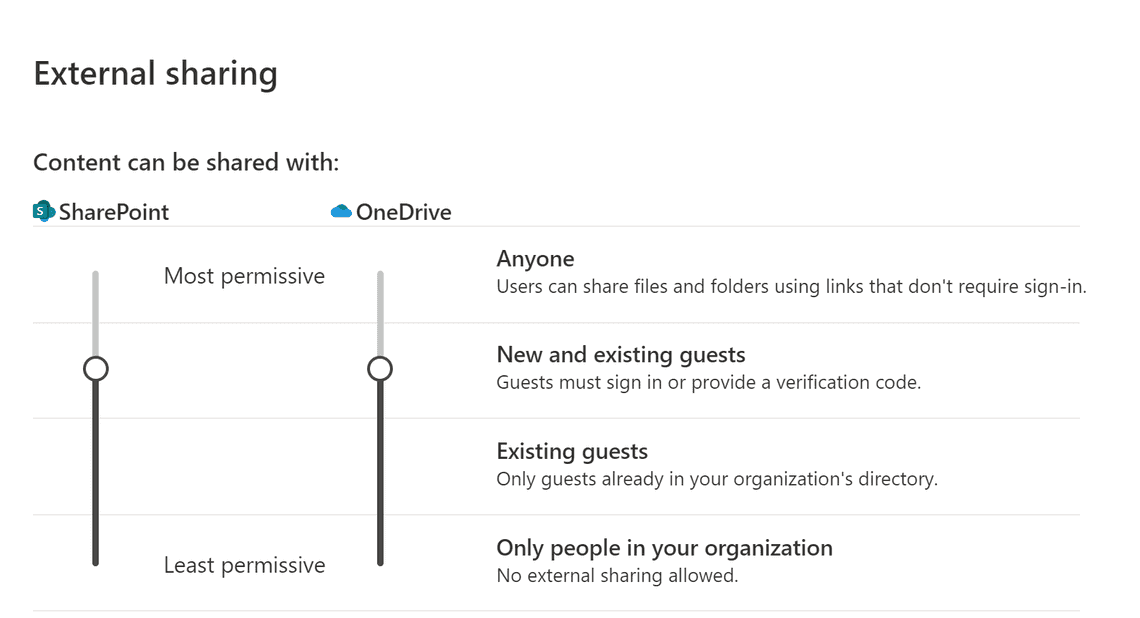 External sharing
Content can be shared with:
SharePoint
OneDrive
Most permissive
Anyone
Users can share files and folders using links that don't require sign-in.
New and existing guests
Guests must sign in or provide a verification code.
Existing guests
Only guests already in your organization's directory.
Least permissive
Only people in your organization
No external sharing allowed.